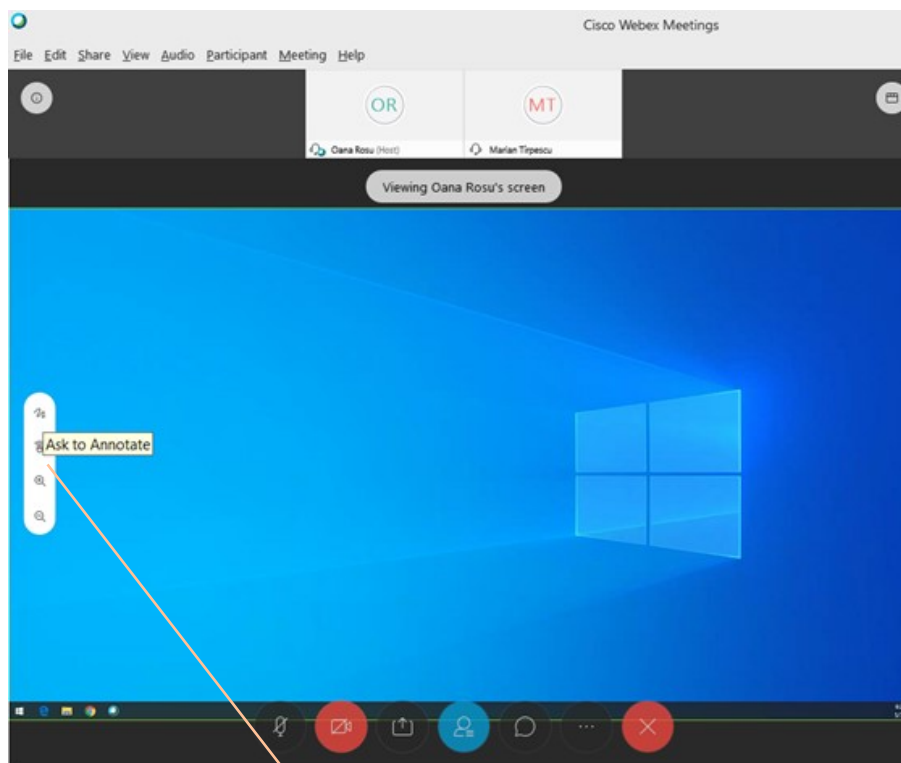 Cisco Webex Meetings
File Edit Share View Audio Participant Meeting Help
OR
MT
Oana Rosu (Host)
Marian Tirpescu
Viewing Oana Rosu's screen
Ask to Annotate